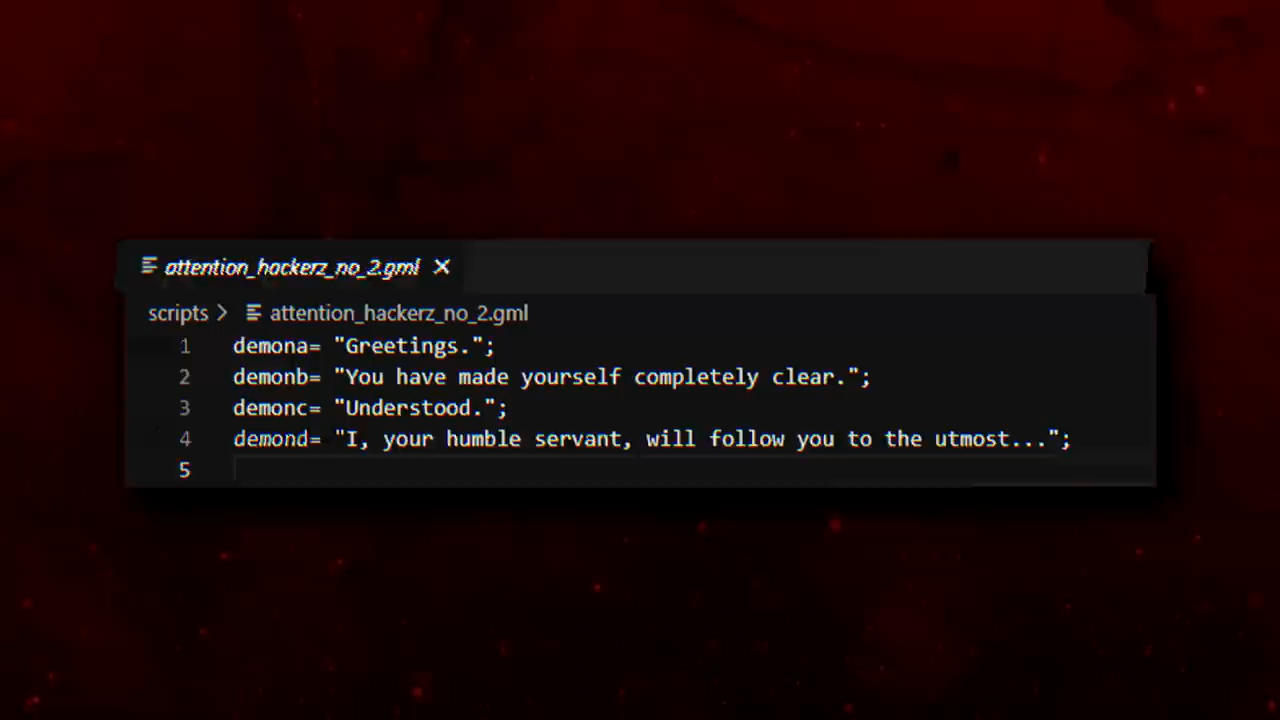 attention_hackerz_no_2.gml
scripts > attention_hackerz_no_2.gml
1 demona= "Greetings.";
2 demonb= "You have made yourself completely clear.";
3 demonc= "Understood.";
4 demond= "I, your humble servant, will follow you to the utmost...";
5